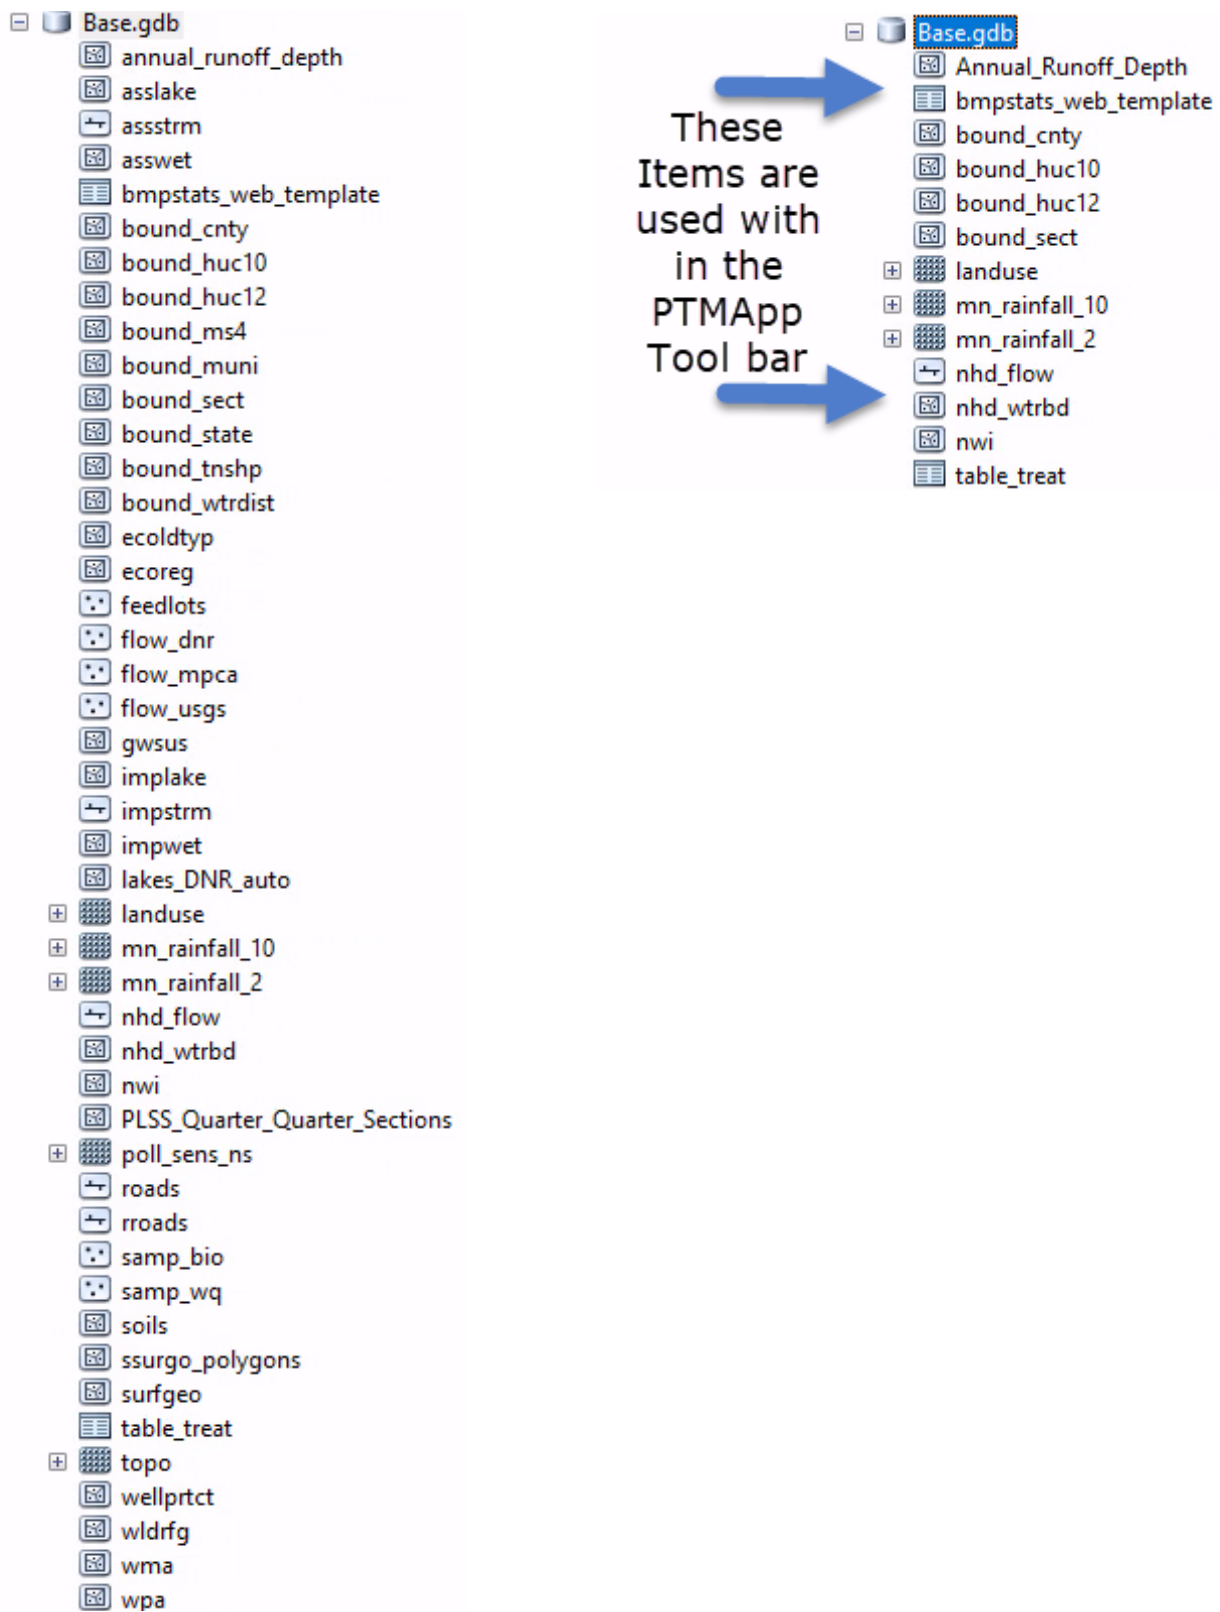 Base.gdb
annual_runoff_depth
asslake
assstrm
asswet
bmpstats_web_template
bound_cnty
bound_huc10
bound_huc12
bound_ms4
bound_muni
bound_sect
bound_state
bound_tnshp
bound_wtrdist
ecoldtyp
ecoreg
feedlots
flow_dnr
flow_mpca
flow_usgs
gwsus
implake
impstrm
impwet
lakes_DNR_auto
landuse
mn_rainfall_10
mn_rainfall_2
nhd_flow
nhd_wtrbd
nwi
PLSS_Quarter_Quarter_Sections
poll_sens_ns
roads
rroads
samp_bio
samp_wq
soils
ssurgo_polygons
surfgeo
table_treat
topo
wellprtct
wldrfg
wma
wpa
These
Items are
used with
in the
PTMApp
Tool bar
Base.gdb
Annual_Runoff_Depth
bmpstats_web_template
bound_cnty
bound_huc10
bound_huc12
bound_sect
landuse
mn_rainfall_10
mn_rainfall_2
nhd_flow
nhd_wtrbd
nwi
table_treat